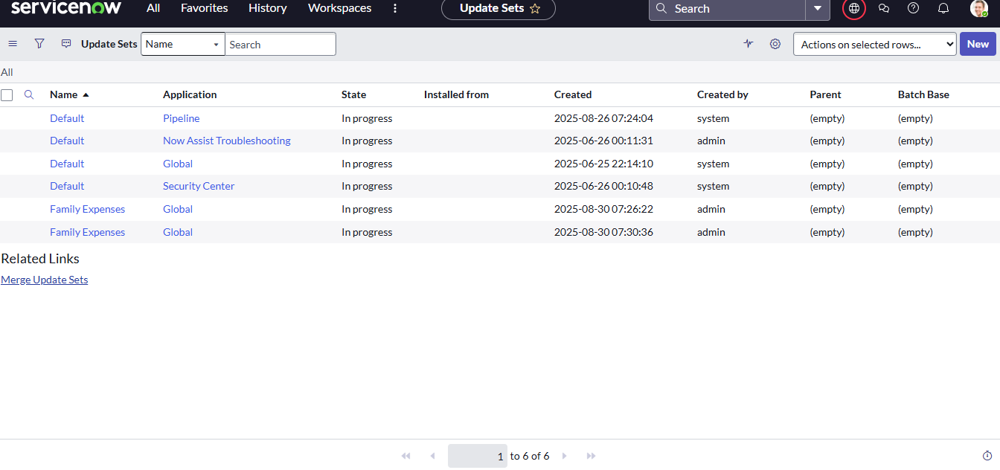 servicenow All Favorites History Workspaces Update Sets Search
Update Sets Name Search Actions on selected rows... New
All
Name Application State Installed from Created Created by Parent Batch Base
Default Pipeline In progress 2025-08-26 07:24:04 system (empty) (empty)
Default Now Assist Troubleshooting In progress 2025-06-26 00:11:31 admin (empty) (empty)
Default Global In progress 2025-06-25 22:14:10 system (empty) (empty)
Default Security Center In progress 2025-06-26 00:10:48 system (empty) (empty)
Family Expenses Global In progress 2025-08-30 07:26:22 admin (empty) (empty)
Family Expenses Global In progress 2025-08-30 07:30:36 admin (empty) (empty)
Related Links
Merge Update Sets
1 to 6 of 6